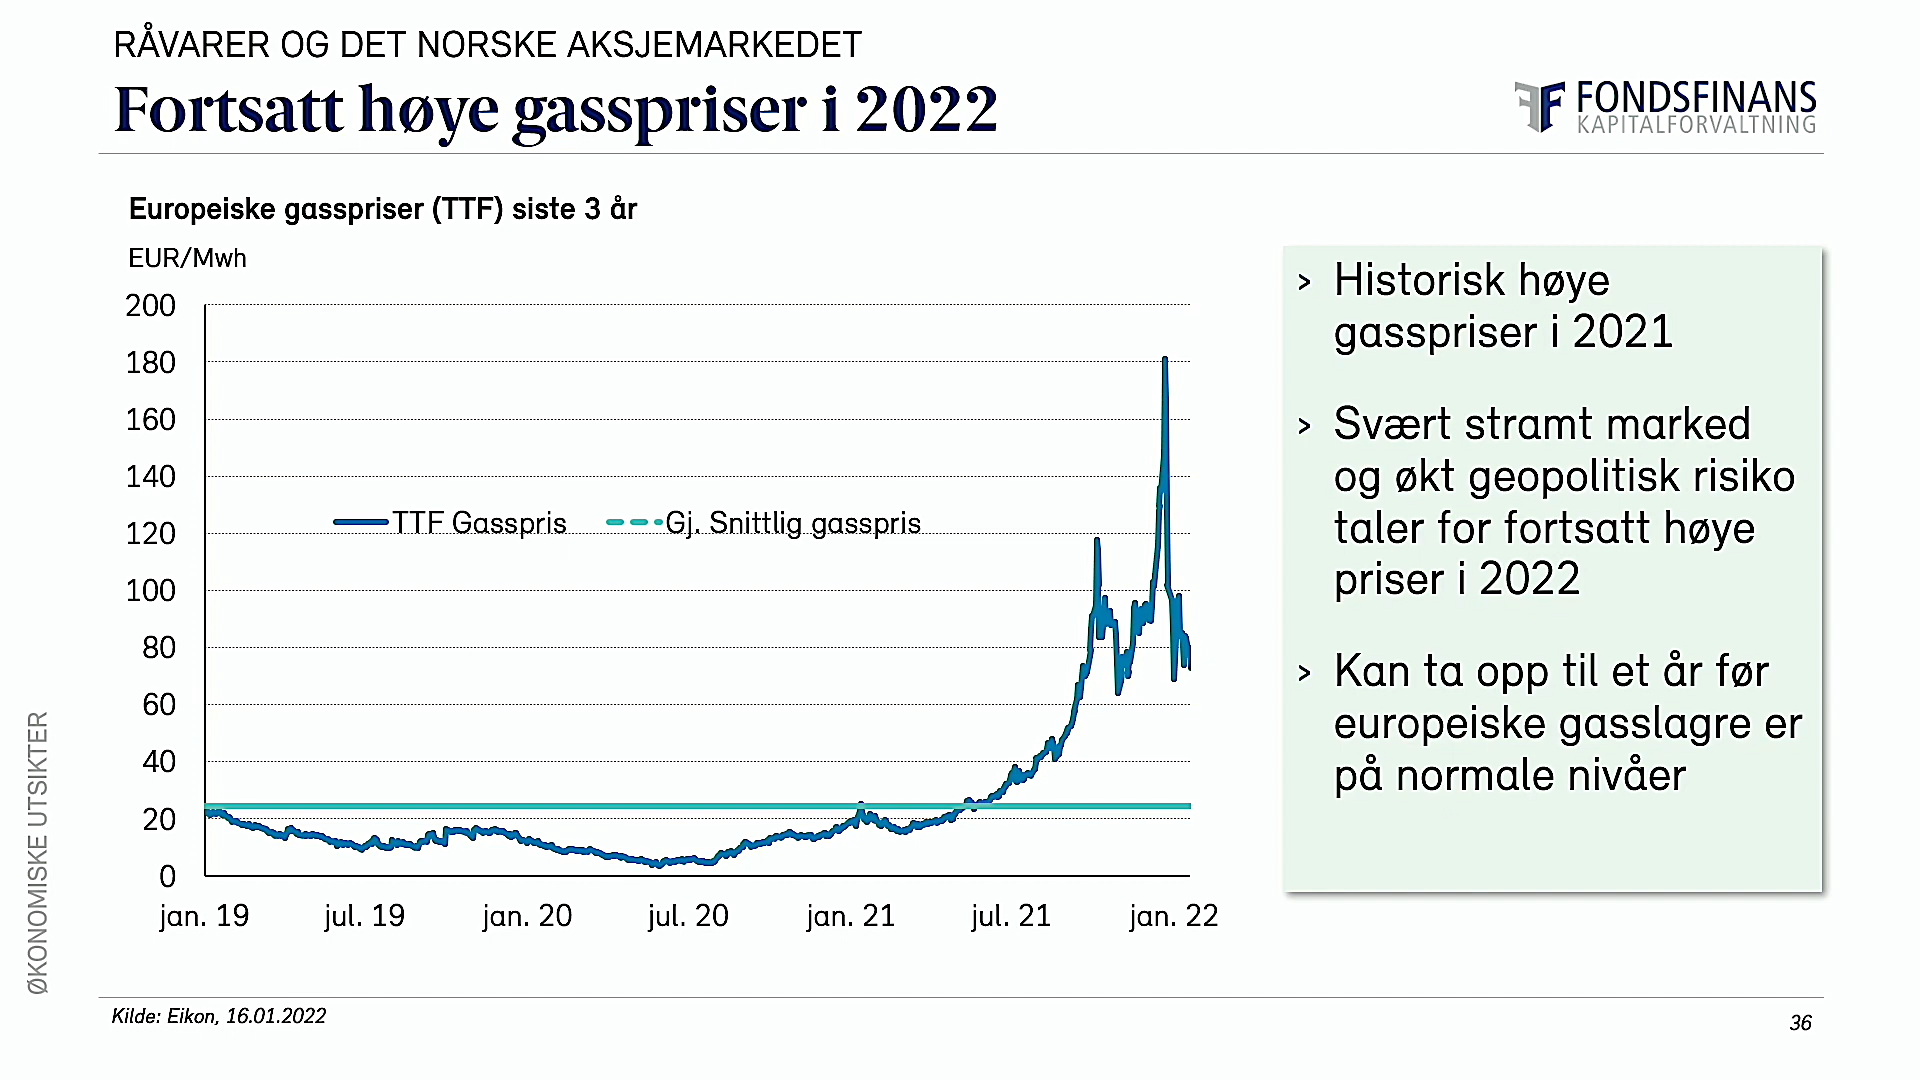 RÅVARER OG DET NORSKE AKSJEMARKEDET
Fortsatt høye gasspriser i 2022
FONDSFINANS
KAPITALFORVALTNING
Europeiske gasspriser (TTF) siste 3 år
EUR/Mwh
200
180
160
140
120
100
80
60
40
20
0
TTF Gasspris
Gj. Snittlig gasspris
jan. 19
jul. 19
jan. 20
jul. 20
jan. 21
jul. 21
jan. 22
> Historisk høye
gasspriser i 2021
> Svært stramt marked
og økt geopolitisk risiko
taler for fortsatt høye
priser i 2022
> Kan ta opp til et år før
europeiske gasslagre er
på normale nivåer
ØKONOMISKE UTSIKTER
Kilde: Eikon, 16.01.2022
36